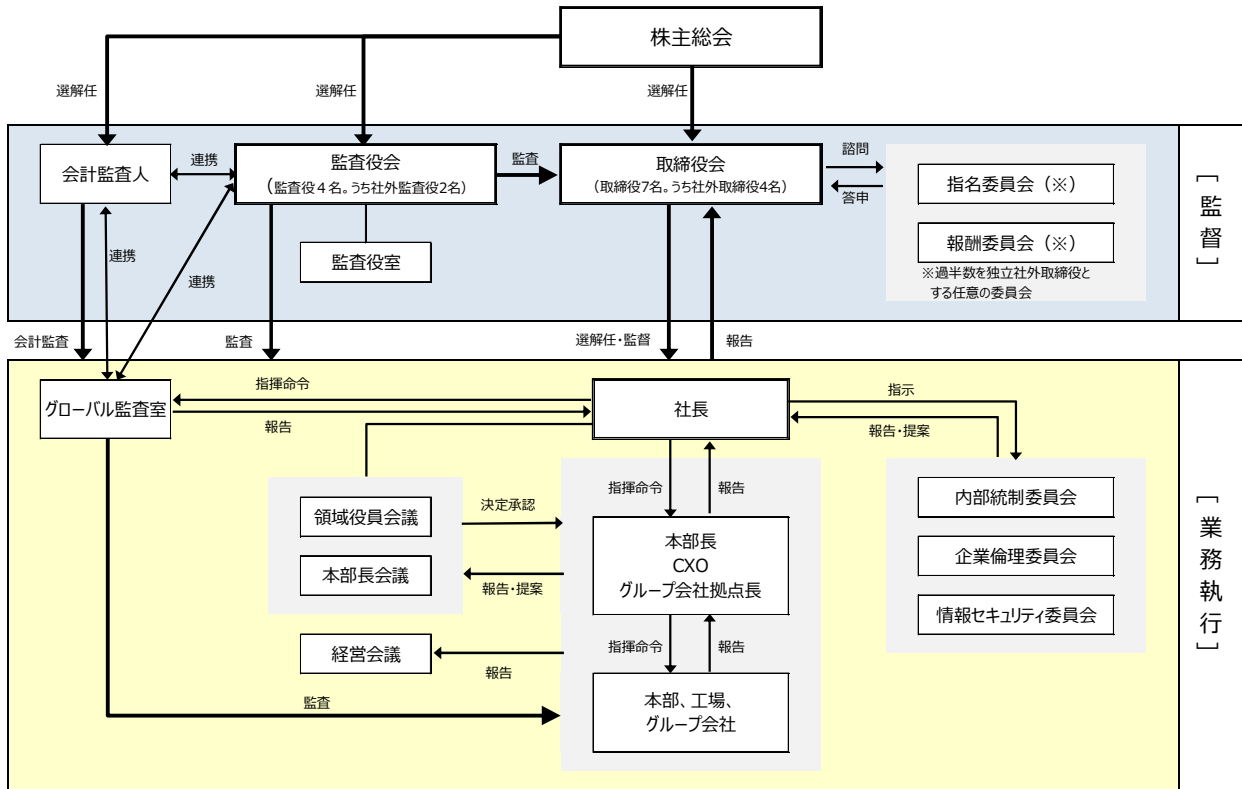 株主総会
選解任
選解任
選解任
会計監査人
連携
監査役会
(監査役４名。うち社外監査役2名)
監査
取締役会
(取締役7名。うち社外取締役4名)
諮問
答申
指名委員会（※）
報酬委員会（※）
※過半数を独立社外取締役と
する任意の委員会
［監督］
監査役室
連携
連携
会計監査
監査
選解任・監督
報告
グローバル監査室
指揮命令
報告
社長
指示
報告・提案
領域役員会議
本部長会議
決定承認
報告・提案
指揮命令
報告
本部長
CXO
グループ会社拠点長
内部統制委員会
企業倫理委員会
情報セキュリティ委員会
［業務執行］
経営会議
報告
指揮命令
報告
監査
本部、工場、
グループ会社